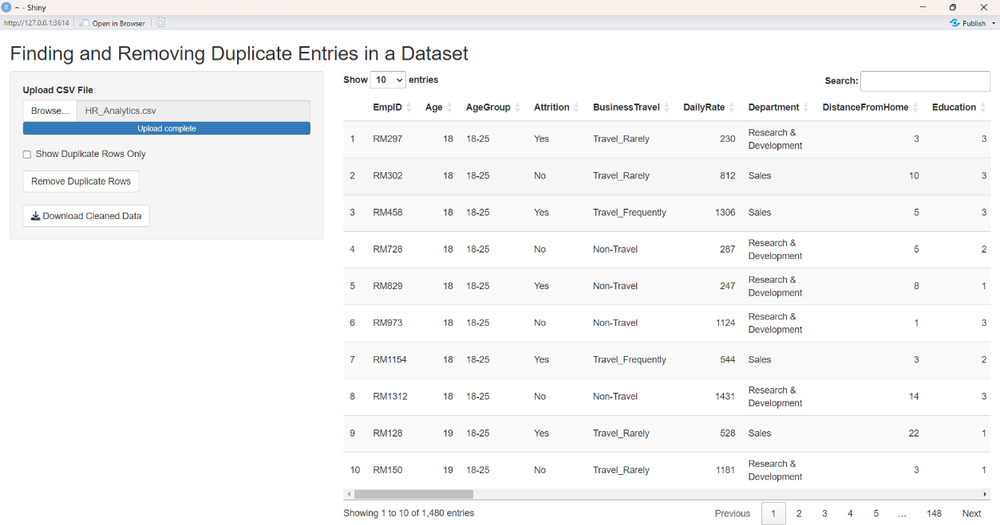 R ~ - Shiny
http://127.0.0.1:3614 Open in Browser Publish
Finding and Removing Duplicate Entries in a Dataset
Upload CSV File
Browse... HR_Analytics.csv
Upload complete
Show Duplicate Rows Only
Remove Duplicate Rows
Download Cleaned Data
Show 10 entries Search:
EmpID Age AgeGroup Attrition BusinessTravel DailyRate Department DistanceFromHome Education
1 RM297 18 18-25 Yes Travel_Rarely 230 Research & 3 3
Development
2 RM302 18 18-25 No Travel_Rarely 812 Sales 10 3
3 RM458 18 18-25 Yes Travel_Frequently 1306 Sales 5 3
4 RM728 18 18-25 No Non-Travel 287 Research & 5 2
Development
5 RM829 18 18-25 Yes Non-Travel 247 Research & 8 1
Development
6 RM973 18 18-25 No Non-Travel 1124 Research & 1 3
Development
7 RM1154 18 18-25 Yes Travel_Frequently 544 Sales 3 2
8 RM1312 18 18-25 No Non-Travel 1431 Research & 14 3
Development
9 RM128 19 18-25 Yes Travel_Rarely 528 Sales 22 1
10 RM150 19 18-25 No Travel_Rarely 1181 Research & 3 1
Development
Showing 1 to 10 of 1,480 entries Previous 1 2 3 4 5 ... 148 Next